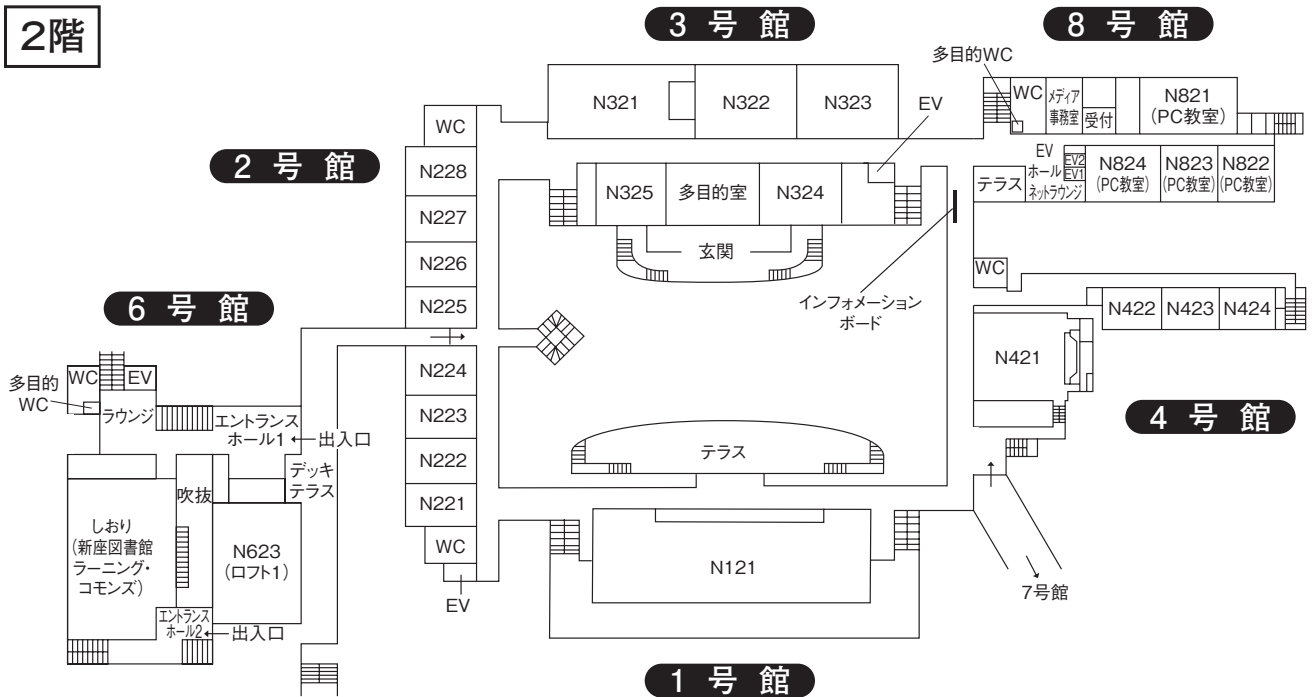 2階
3 号 館
8 号 館
多目的WC
N321
N322
N323
EV
WC
メディア
事務室
受付
N821
(PC教室)
WC
2 号 館
N228
N227
N226
N225
N325
多目的室
N324
玄関
テラス
EV
ホール
ネットラウンジ
EV2
EV1
N824
(PC教室)
N823
(PC教室)
N822
(PC教室)
WC
インフォメーション
ボード
6 号 館
N422
N423
N424
N421
4 号 館
WC
EV
多目的
WC
ラウンジ
エントランス
ホール1
出入口
デッキ
テラス
N224
N223
N222
N221
WC
EV
テラス
吹抜
しおり
(新座図書館
ラーニング・
コモンズ)
N623
(ロフト1)
エントランス
ホール2
出入口
N121
7号館
1 号 館